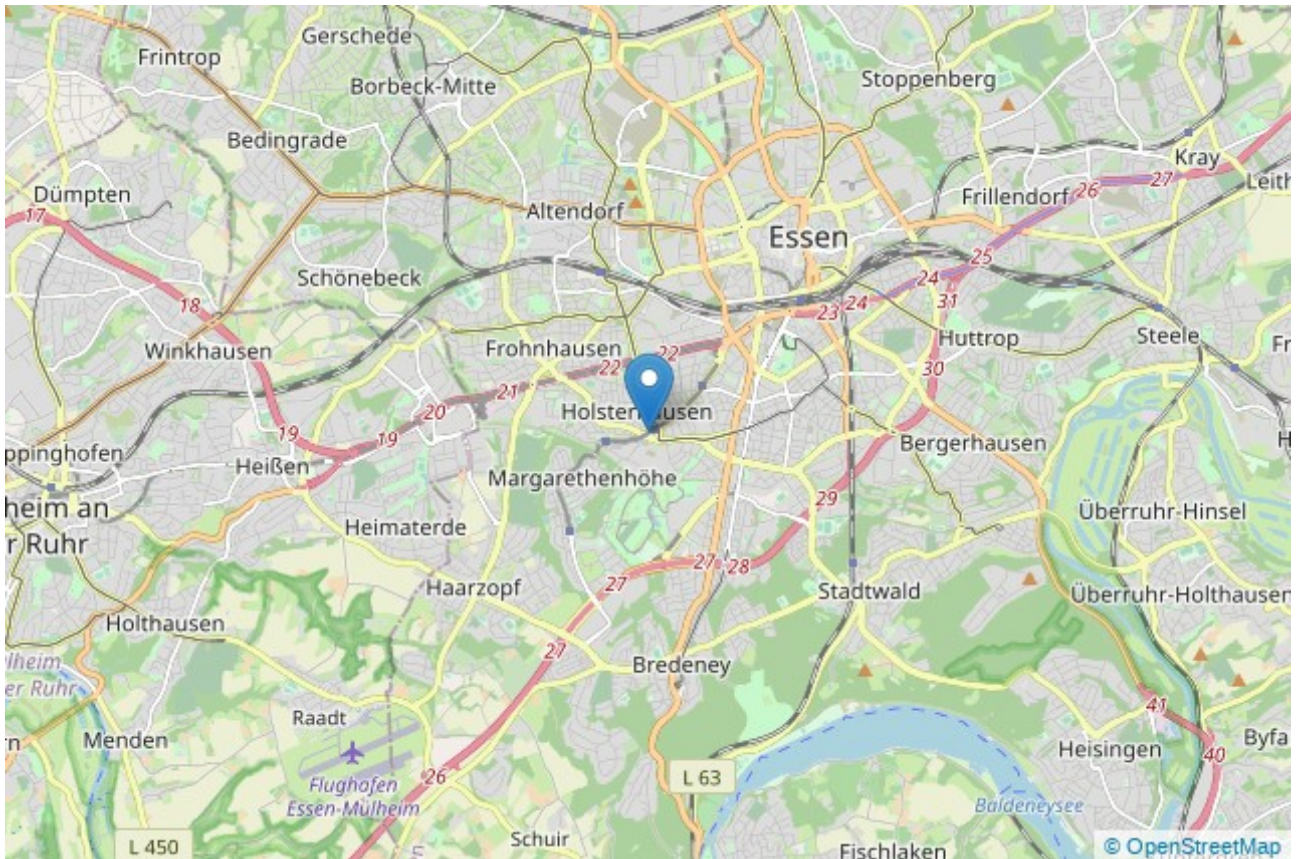 Gerschede
Frintrop
Borbeck-Mitte
Stoppenberg
Bedingrade
Kray
27
26
Leith
Frillendorf
Dümpten
17
Altendorf
Essen
25
Schönebeck
24
31
18
24
23
Huttrop
Steele
Winkhausen
Frohnhausen
22
22
30
21
20
Holsterhausen
19
19
Bergerhausen
ppinghofen
Heißen
Margarethenhöhe
29
heim an
r Ruhr
Heimaterde
Überruhr-Hinsel
27
28
27
Haarzopf
Stadtwald
Überruhr-Holthausen
Holthausen
27
Bredeney
lheim
er Ruhr
41
Raadt
Menden
Heisingen
40
Byfa
26
L 63
Flughafen
Essen-Mülheim
Baldeneysee
Schuir
L 450
Fischlaken
© OpenStreetMap